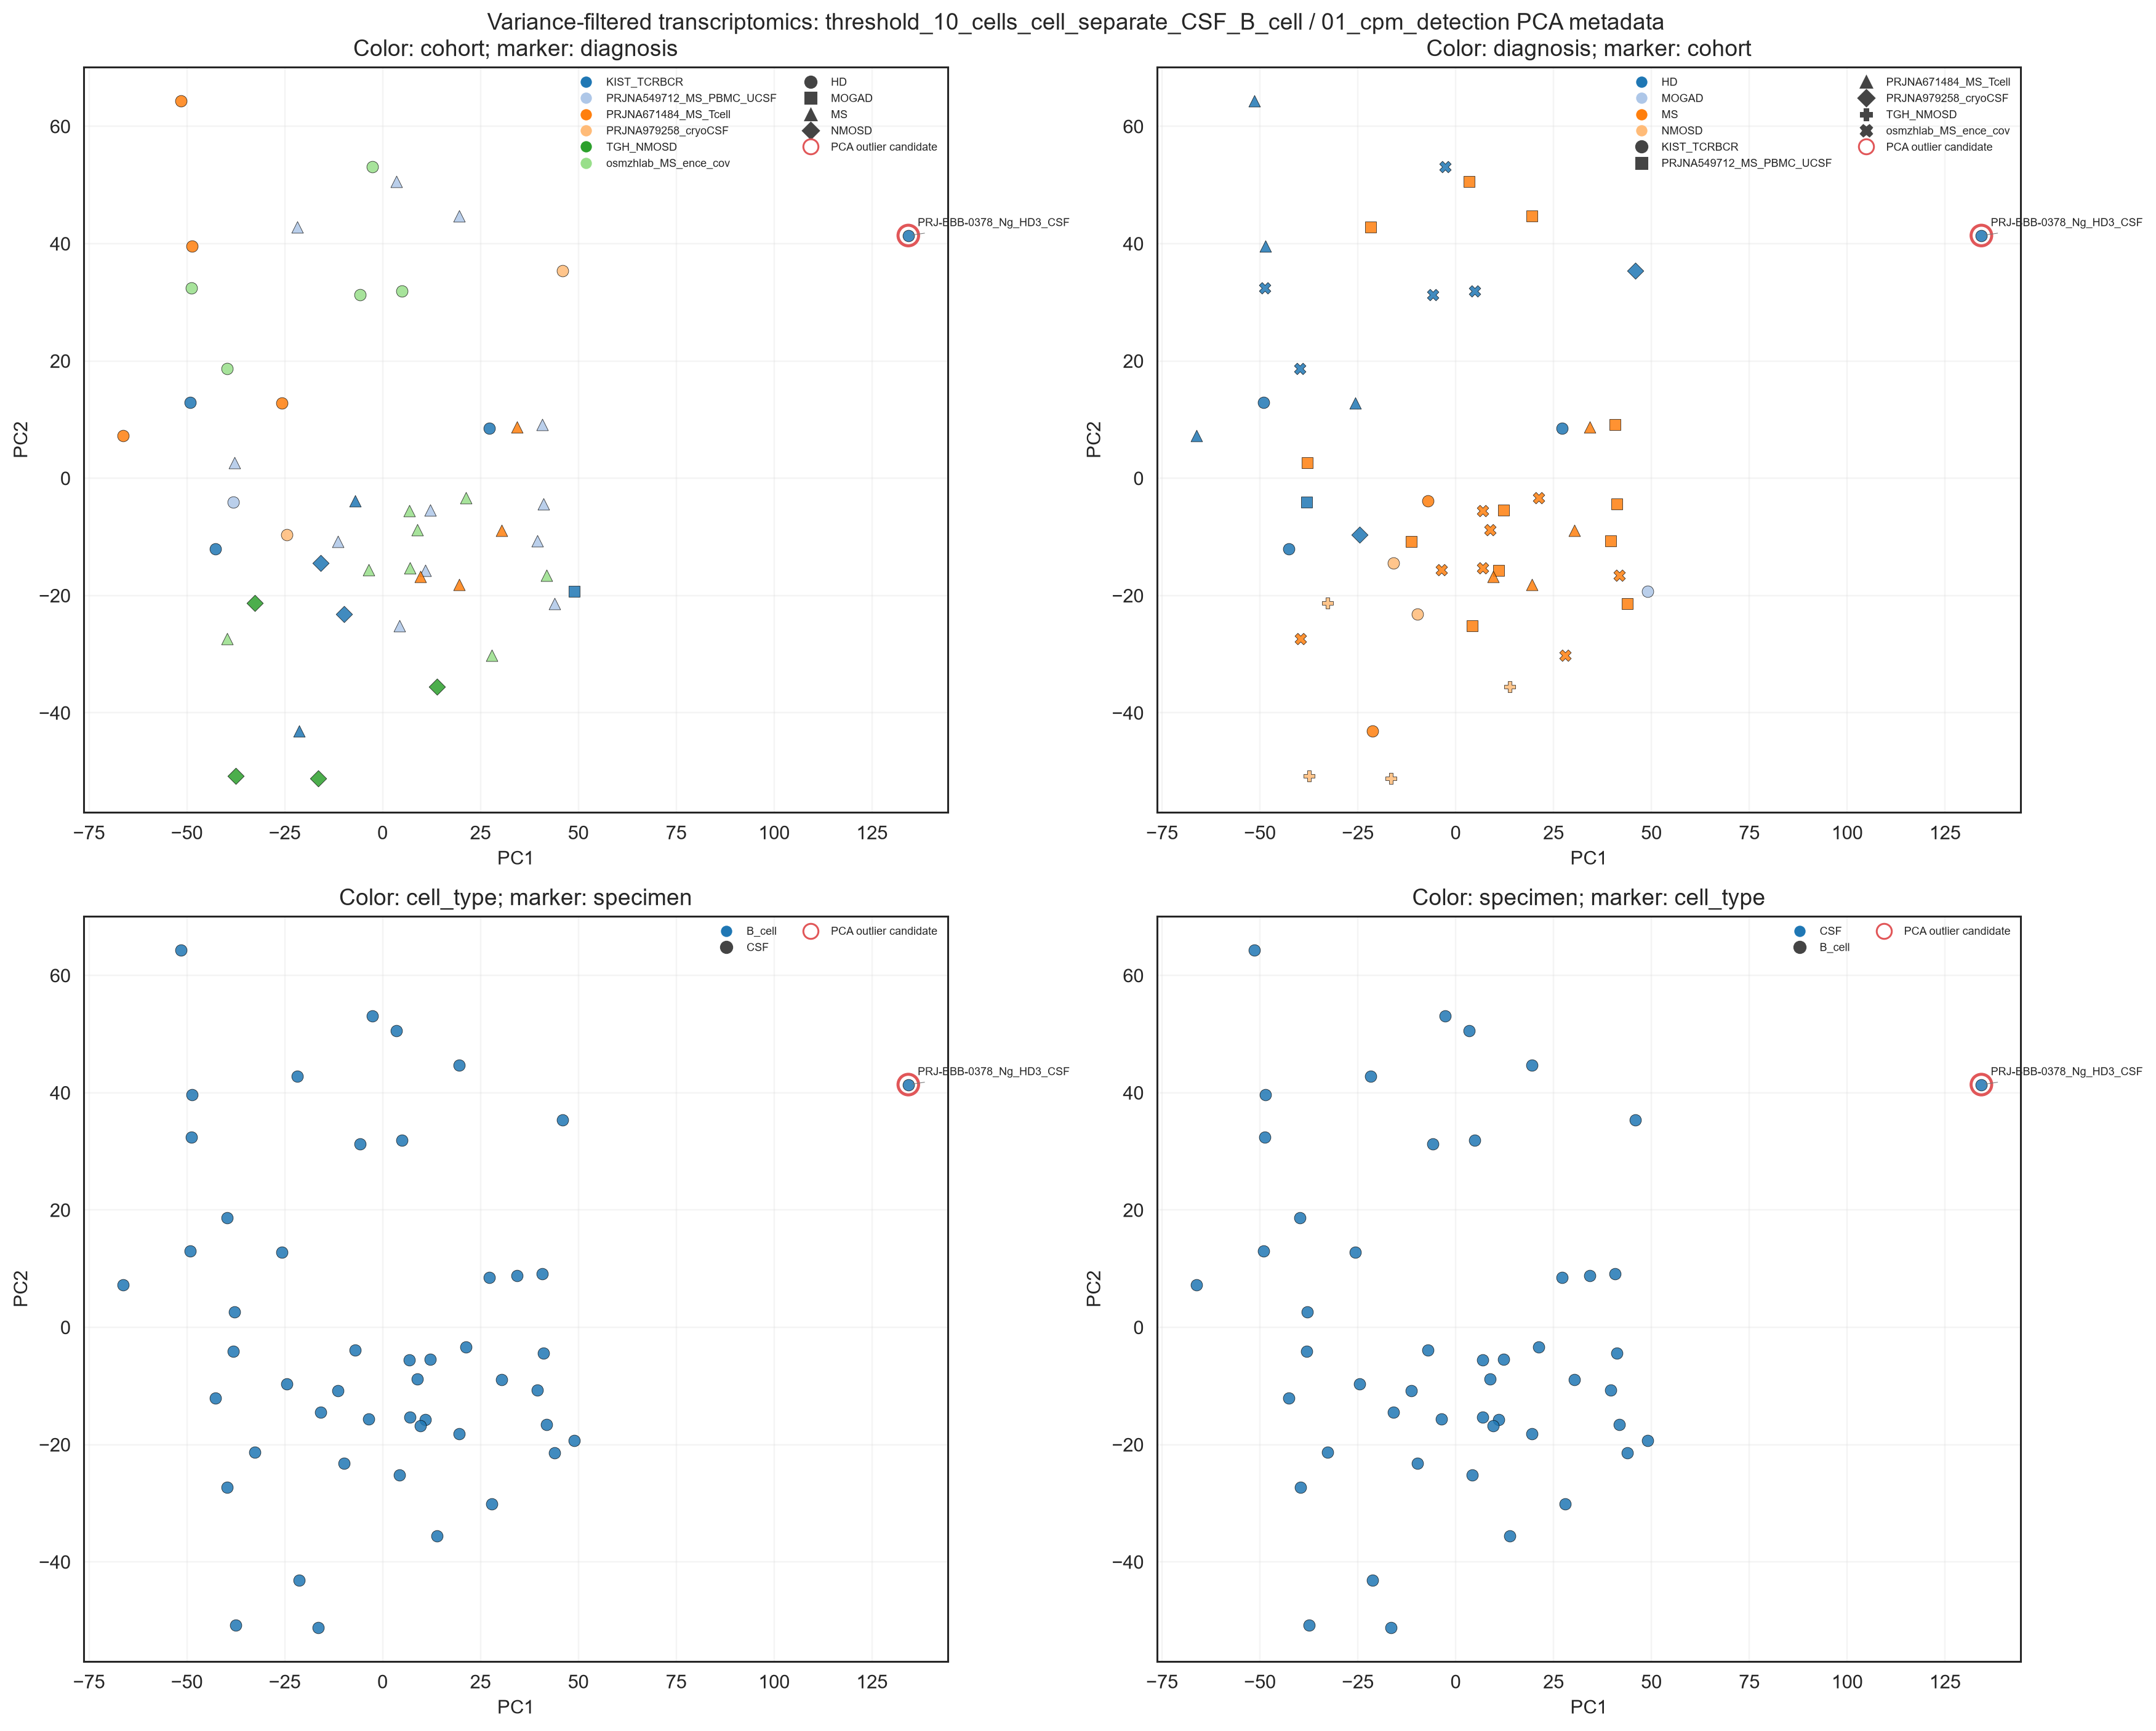 Variance-filtered transcriptomics: threshold_10_cells_cell_separate_CSF_B_cell / 01_cpm_detection PCA metadata
Color: cohort; marker: diagnosis
KIST_TCRBCR
PRJNA549712_MS_PBMC_UCSF
PRJNA671484_MS_Tcell
PRJNA979258_cryoCSF
TGH_NMOSD
osmzhlab_MS_ence_cov
HD
MOGAD
MS
NMOSD
PCA outlier candidate
PRJ-BBB-0378_Ng_HD3_CSF
60
40
20
0
−20
−40
PC2
−75 −50 −25 0 25 50 75 100 125
PC1
Color: diagnosis; marker: cohort
HD
MOGAD
MS
NMOSD
KIST_TCRBCR
PRJNA549712_MS_PBMC_UCSF
PRJNA671484_MS_Tcell
PRJNA979258_cryoCSF
TGH_NMOSD
osmzhlab_MS_ence_cov
PCA outlier candidate
PRJ-BBB-0378_Ng_HD3_CSF
60
40
20
0
−20
−40
PC2
−75 −50 −25 0 25 50 75 100 125
PC1
Color: cell_type; marker: specimen
B_cell
CSF
PCA outlier candidate
PRJ-BBB-0378_Ng_HD3_CSF
60
40
20
0
−20
−40
PC2
−75 −50 −25 0 25 50 75 100 125
PC1
Color: specimen; marker: cell_type
CSF
B_cell
PCA outlier candidate
PRJ-BBB-0378_Ng_HD3_CSF
60
40
20
0
−20
−40
PC2
−75 −50 −25 0 25 50 75 100 125
PC1